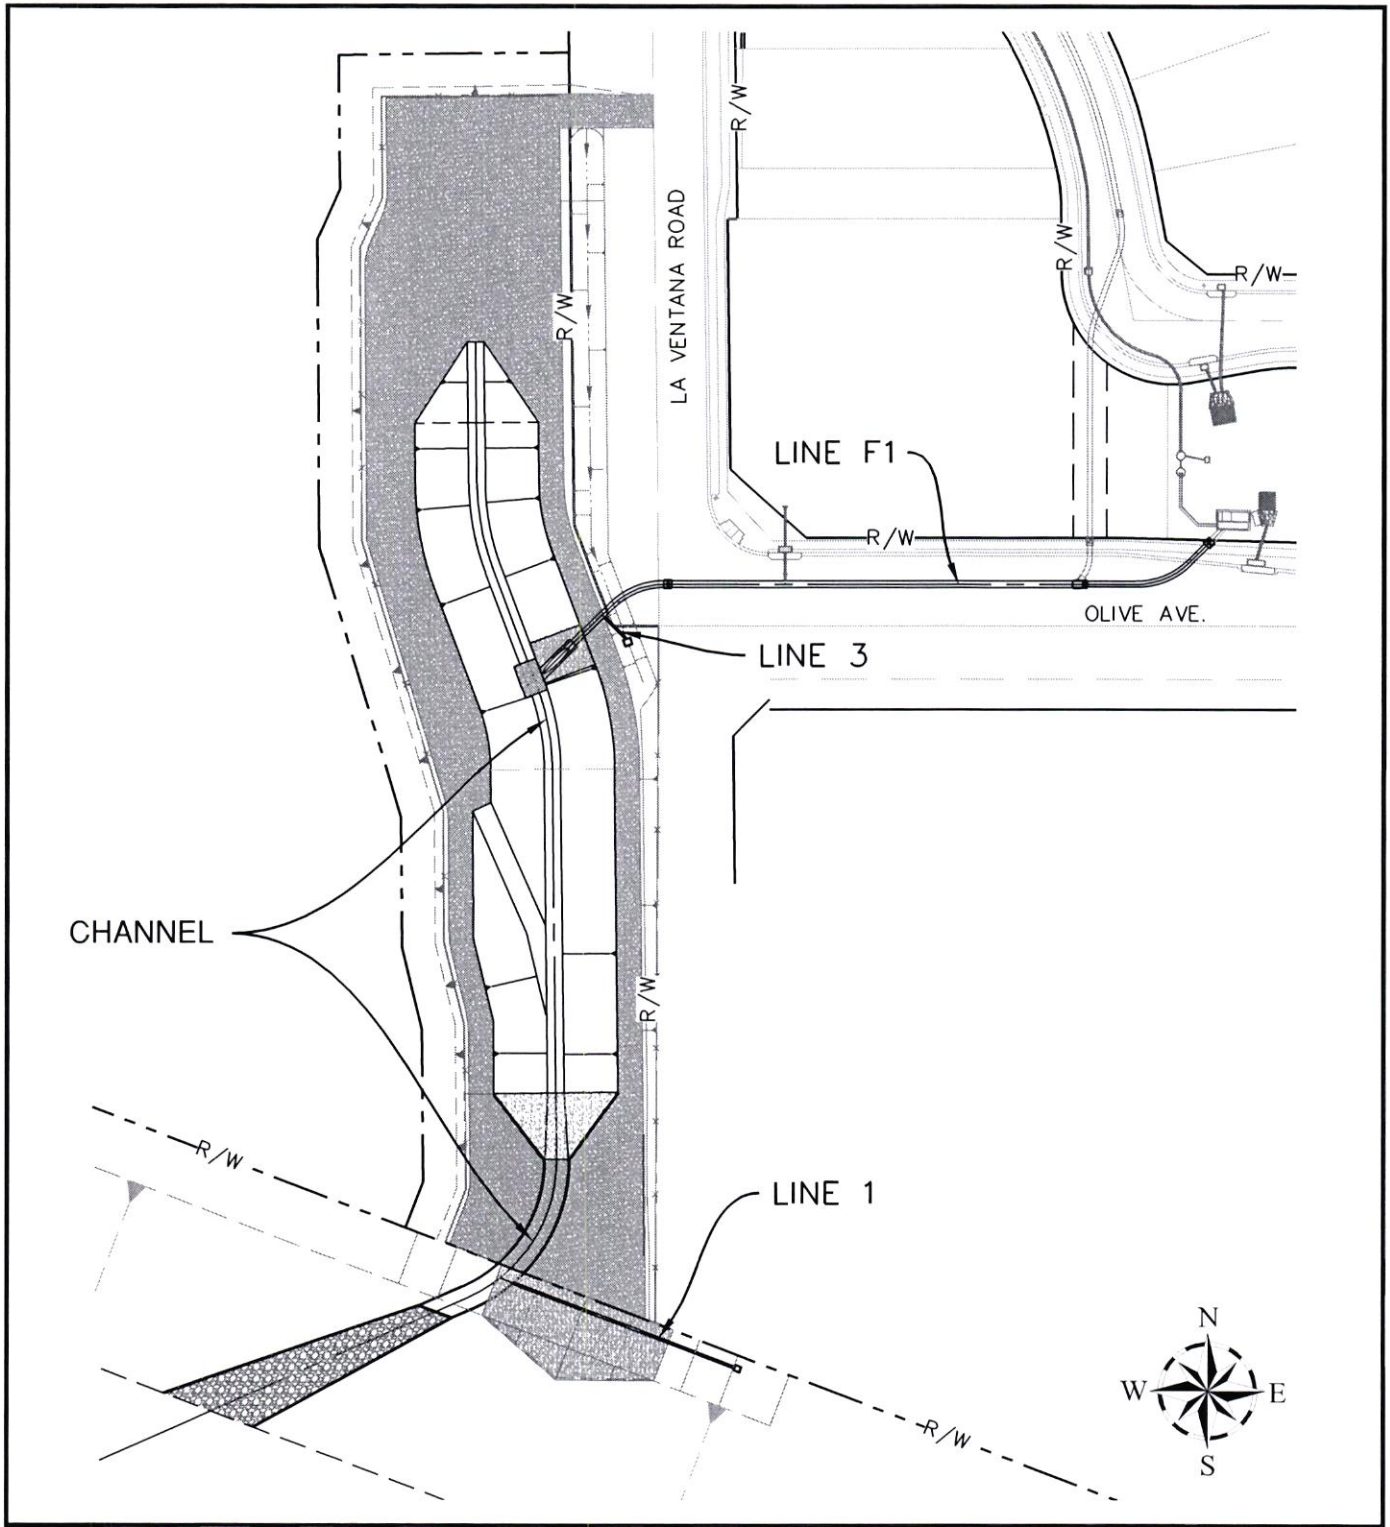 R/W
R/W
R/W
R/W
LA VENTANA ROAD
LINE F1
R/W
OLIVE AVE.
LINE 3
CHANNEL
R/W
R/W
LINE 1
R/W
N
W
E
S